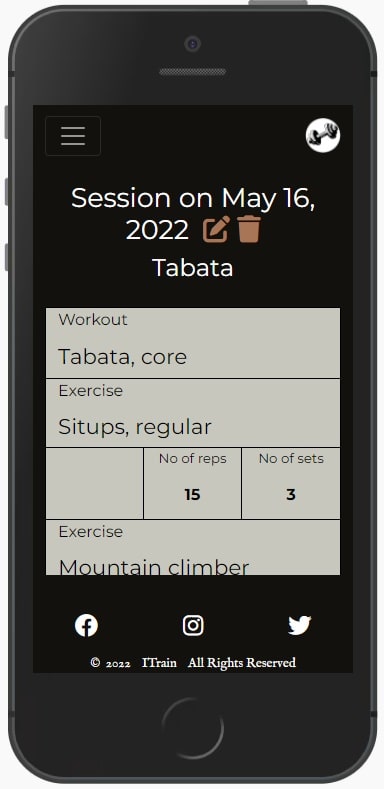 Session on May 16,
2022
Tabata
Workout
Tabata, core
Exercise
Situps, regular
No of reps No of sets
15 3
Exercise
Mountain climber
© 2022 ITrain All Rights Reserved